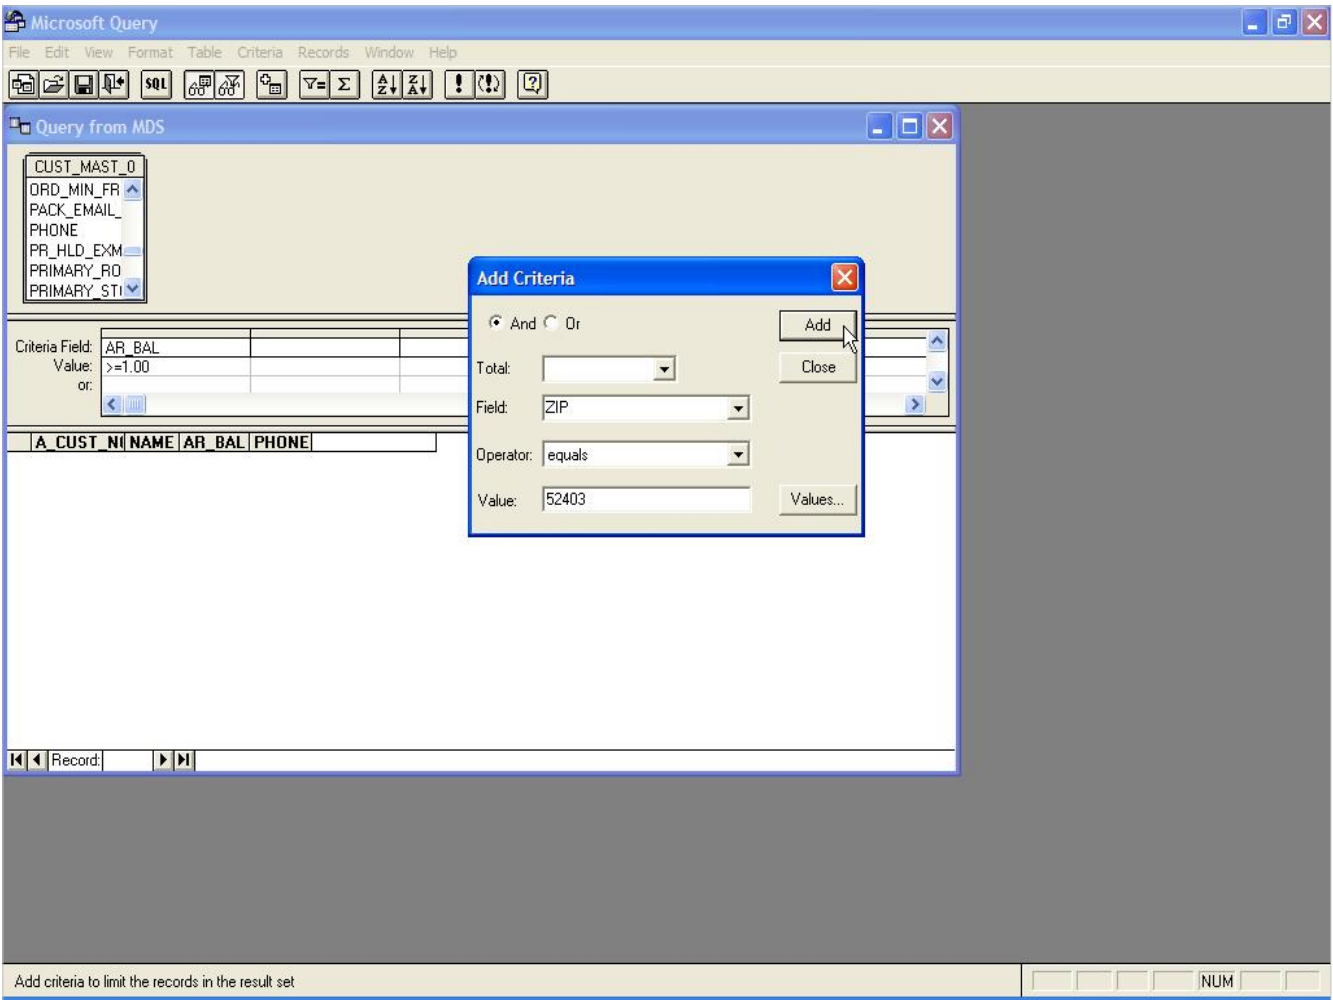 Microsoft Query
File Edit View Format Table Criteria Records Window Help
SQL
Query from MDS
CUST_MAST_0
ORD_MIN_FR
PACK_EMAIL_
PHONE
PR_HLD_EXM
PRIMARY_RO
Criteria Field: AR_BAL
Value: >=1.00
or:
A_CUST_N NAME AR_BAL PHONE
Record:
Add Criteria
And Or
Add
Total:
Close
Field: ZIP
Operator: equals
Value: 52403
Values...
Add criteria to limit the records in the result set
NUM